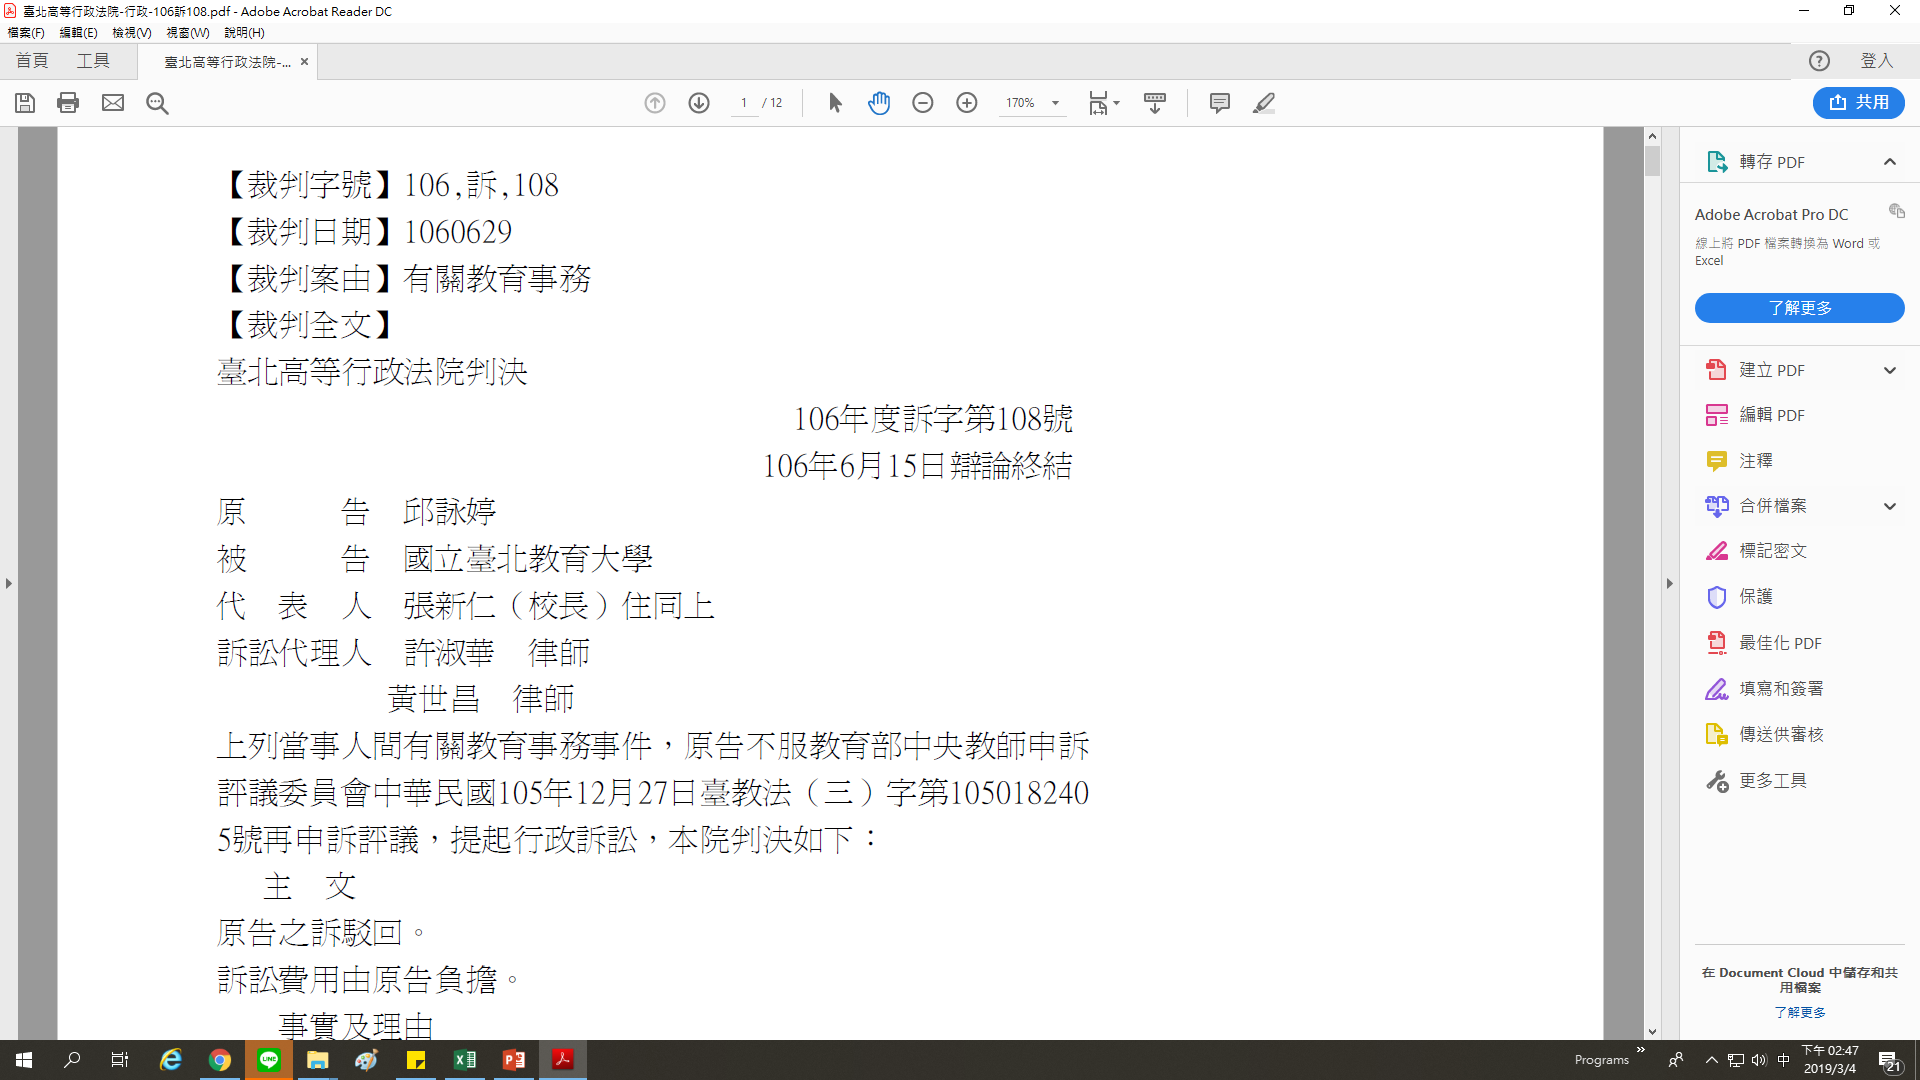 臺北高等行政法院-行政-106訴108.pdf - Adobe Acrobat Reader DC
檔案(F) 編輯(E) 檢視(V) 視窗(W) 說明(H)
首頁 工具 臺北高等行政法院-... × ? 登入
1 / 12 170% 共用
【裁判字號】106,訴,108
【裁判日期】1060629
【裁判案由】有關教育事務
【裁判全文】
臺北高等行政法院判決
106年度訴字第108號
106年6月15日辯論終結
原 告 邱詠婷
被 告 國立臺北教育大學
代 表 人 張新仁（校長）住同上
訴訟代理人 許淑華 律師
黃世昌 律師
上列當事人間有關教育事務事件，原告不服教育部中央教師申訴
評議委員會中華民國105年12月27日臺教法（三）字第105018240
5號再申訴評議，提起行政訴訟，本院判決如下：
主 文
原告之訴駁回。
訴訟費用由原告負擔。
事實及理由
轉存 PDF
Adobe Acrobat Pro DC
線上將 PDF 檔案轉換為 Word 或
Excel
了解更多
建立 PDF
編輯 PDF
注釋
合併檔案
標記密文
保護
最佳化 PDF
填寫和簽署
傳送供審核
更多工具
在 Document Cloud 中儲存和共
用檔案
了解更多
LINE
Programs » 中 下午 02:47
2019/3/4
21